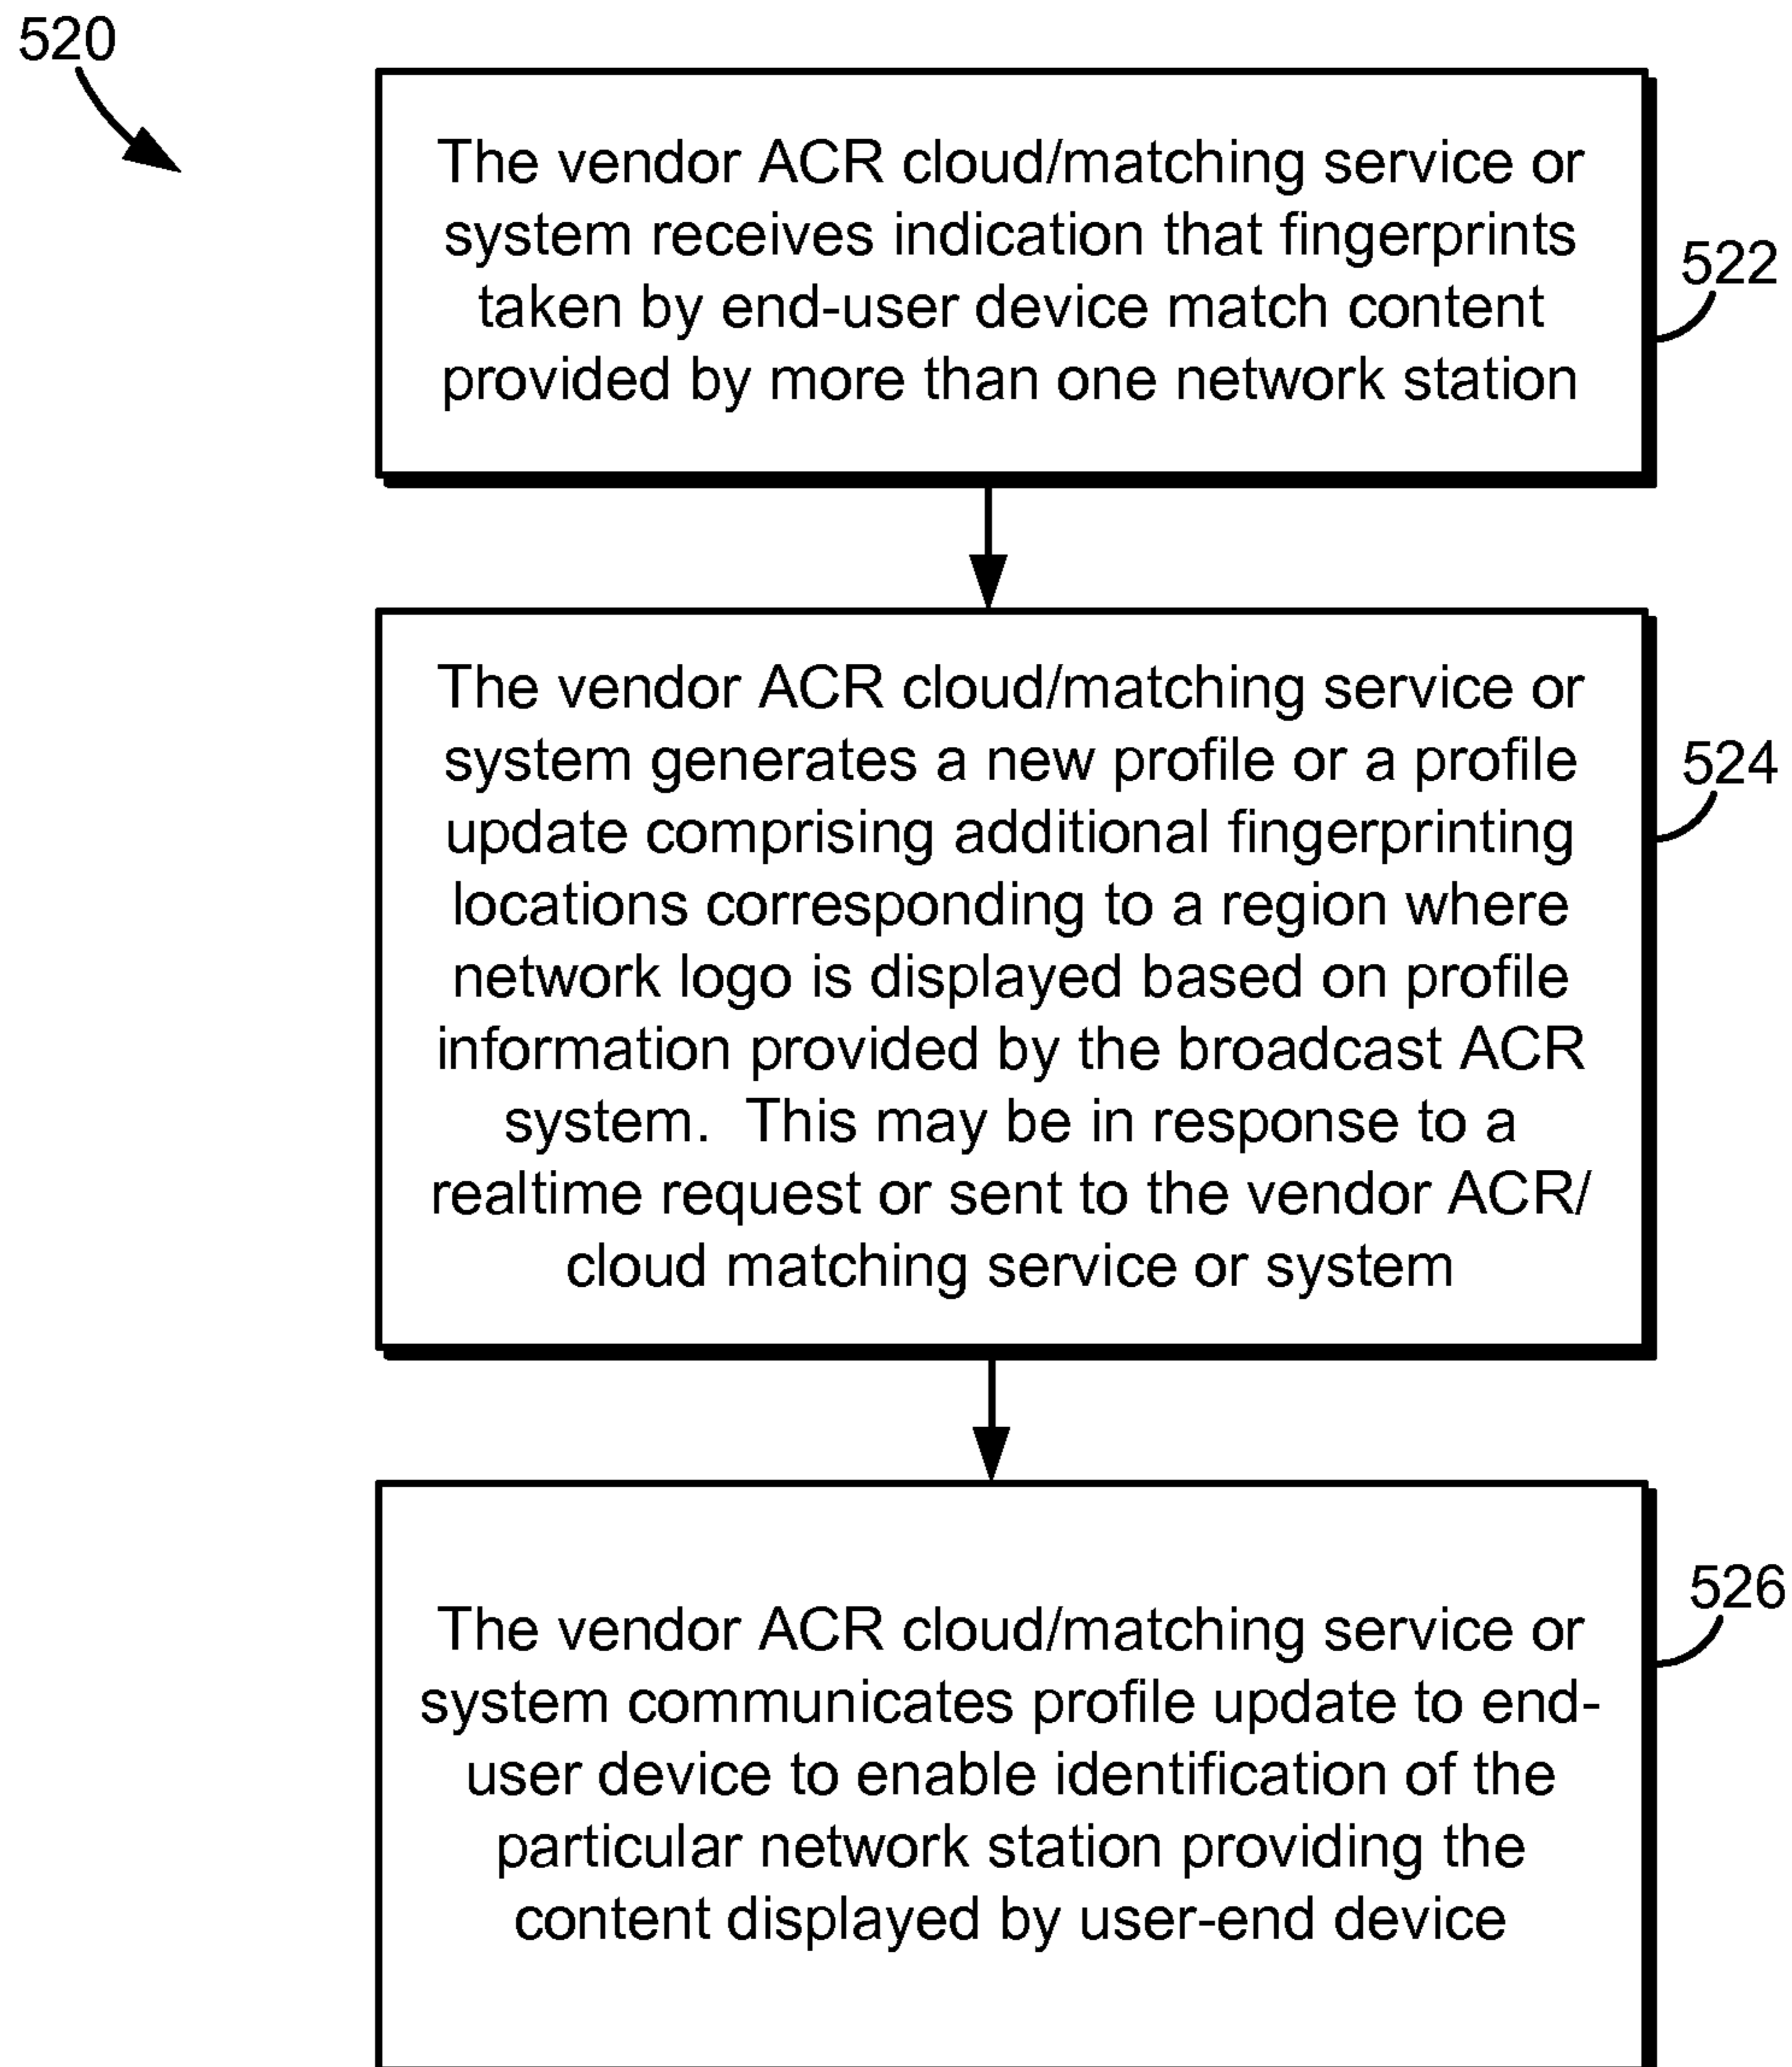 520
The vendor ACR cloud/matching service or
system receives indication that fingerprints
taken by end-user device match content
provided by more than one network station
522
The vendor ACR cloud/matching service or
system generates a new profile or a profile
update comprising additional fingerprinting
locations corresponding to a region where
network logo is displayed based on profile
information provided by the broadcast ACR
system.  This may be in response to a
realtime request or sent to the vendor ACR/
cloud matching service or system
524
The vendor ACR cloud/matching service or
system communicates profile update to end-
user device to enable identification of the
particular network station providing the
content displayed by user-end device
526